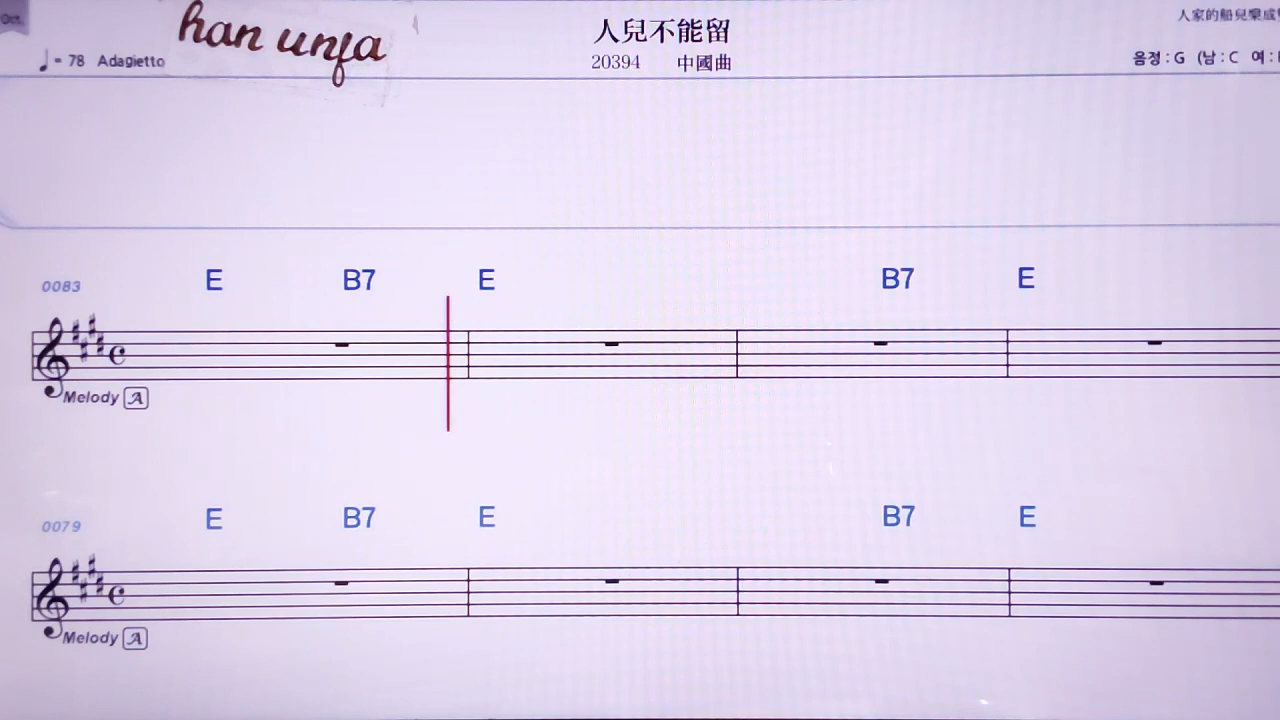 Oct.
han unfa
♩= 78 Adagietto
人兒不能留
20394 中國曲
人家的船兒槳成
음정 : G (남 : C 여 :
0083 E B7 E B7 E
Melody A
0079 E B7 E B7 E
Melody A